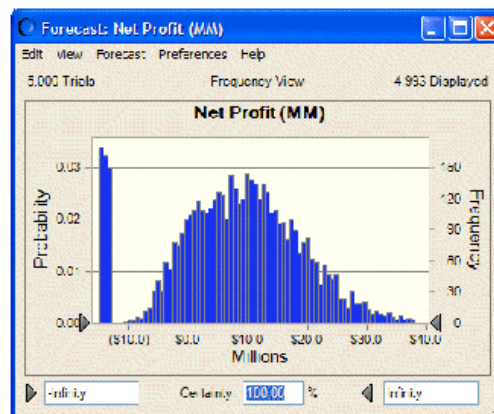 Forecast: Net Profit (MM)
Edit View Forecast Preferences Help
5,000 Trials Frequency View 4,993 Displayed
Net Profit (MM)
0.03 150
120
0.02 90
0.01 60
30
0.00 0
Probability
Frequency
($10.0) $0.0 $10.0 $20.0 $30.0 $40.0
Millions
-Infinity Certainty 100.00 % Infinity